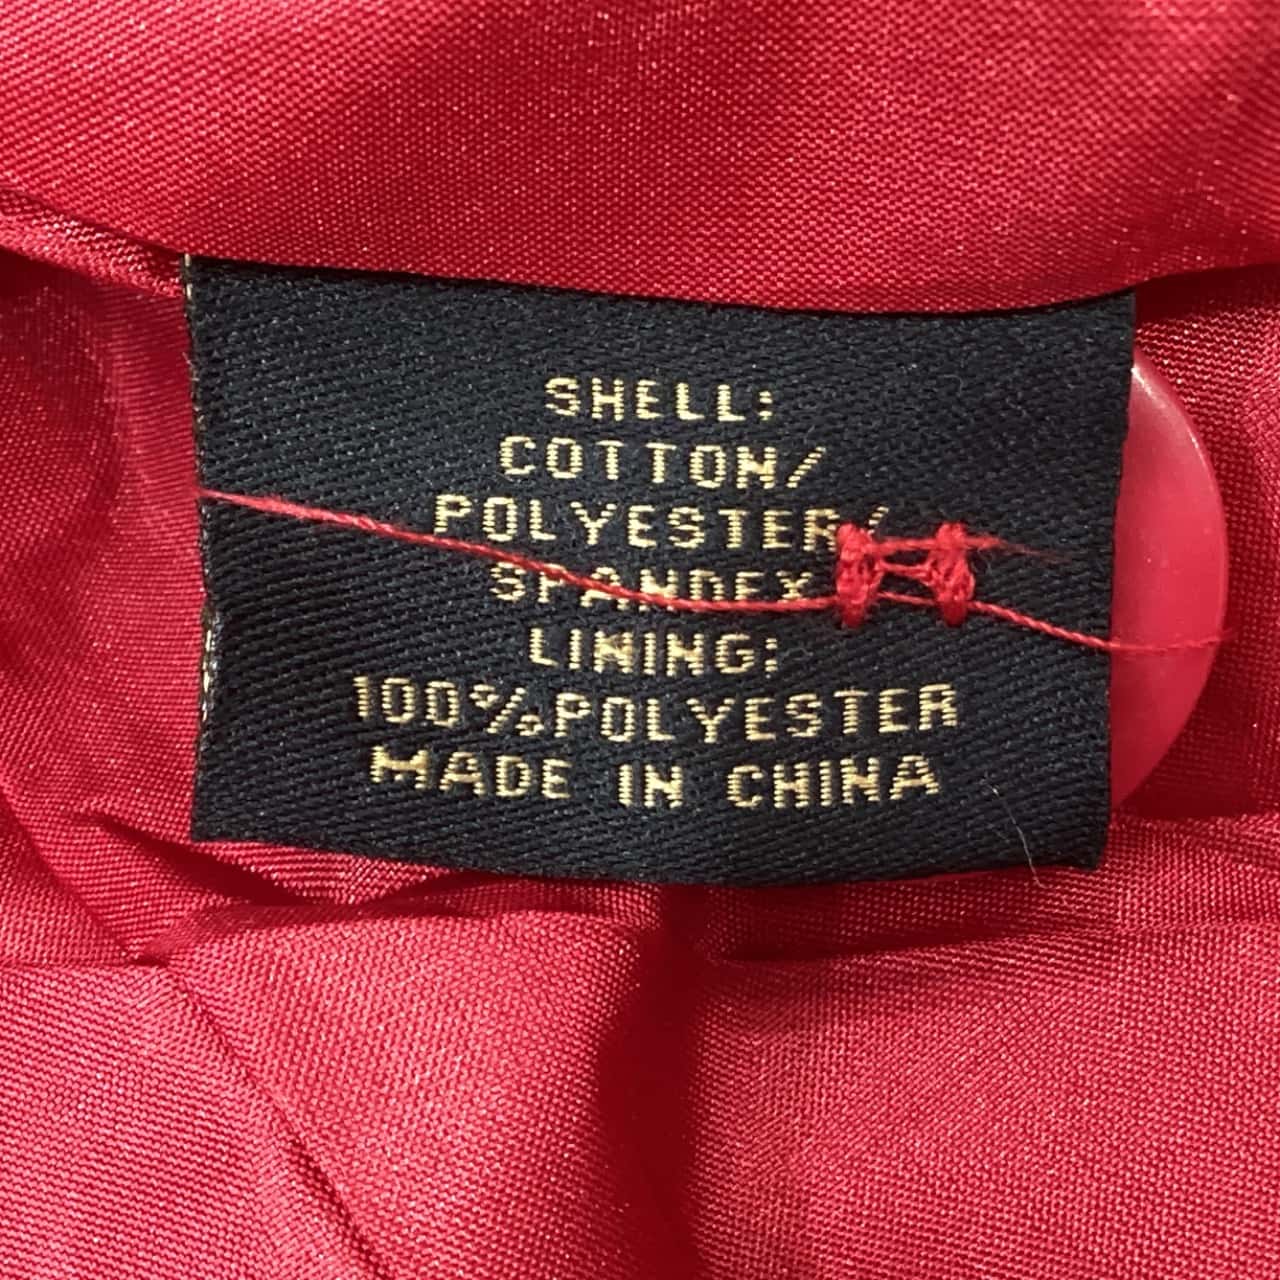 SHELL:
COTTON/
POLYESTER/
SPANDEX
LINING:
100%POLYESTER
MADE IN CHINA